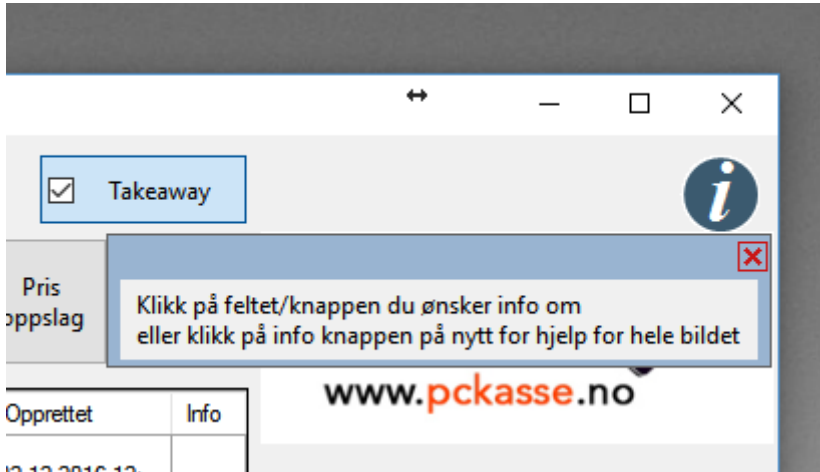 Takeaway
i
Pris
oppslag
Klikk på feltet/knappen du ønsker info om
eller klikk på info knappen på nytt for hjelp for hele bildet
www.pckasse.no
Opprettet Info